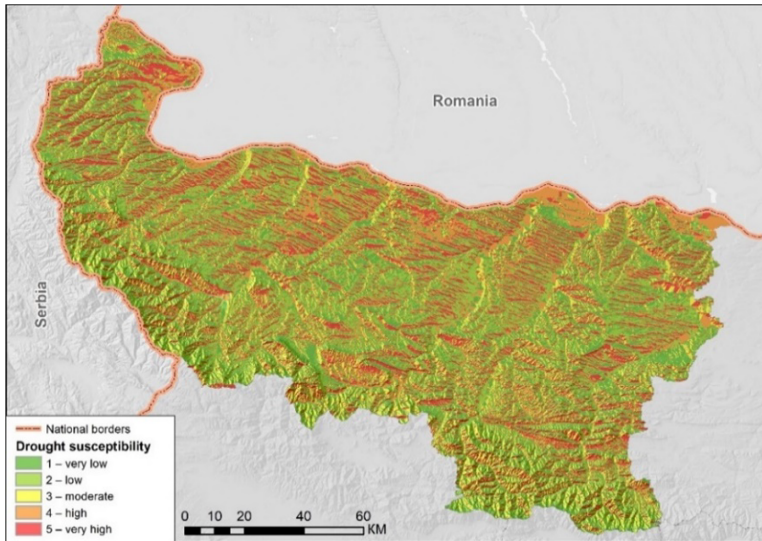 Romania
Serbia
National borders
Drought susceptibility
1 – very low
2 – low
3 – moderate
4 – high
5 – very high
0 20 40 60
KM